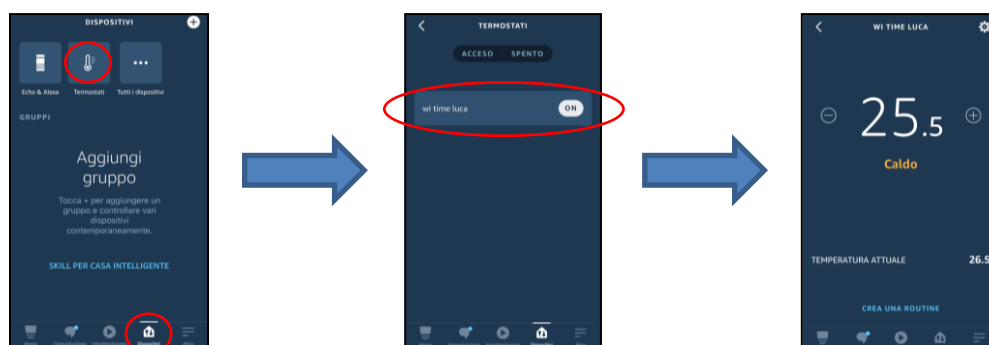 DISPOSITIVI
Echo & Alexa
Termostati
Tutti i dispositivi
GRUPPI
Aggiungi
gruppo
Tocca + per aggiungere un
gruppo e controllare vari
dispositivi
contemporaneamente.
SKILL PER CASA INTELLIGENTE
Dispositivi
TERMOSTATI
ACCESO SPENTO
wi time luca
ON
WI TIME LUCA
25.5
Caldo
TEMPERATURA ATTUALE 26.5
CREA UNA ROUTINE